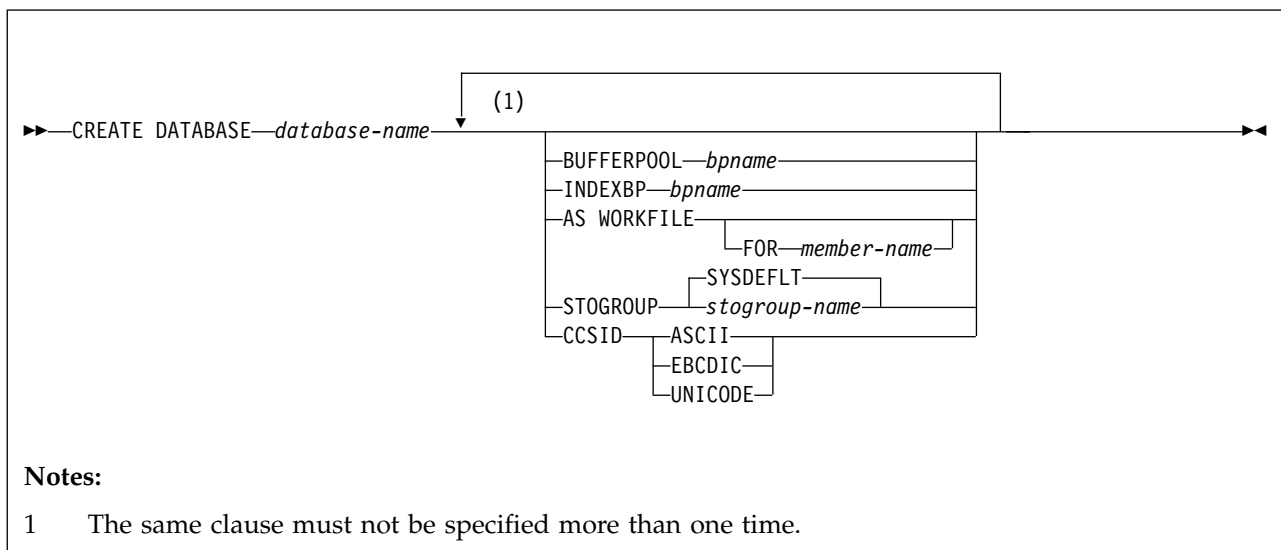 (1)
CREATE DATABASE database-name
BUFFERPOOL bpname
INDEXBP bpname
AS WORKFILE
FOR member-name
SYSDEFLT
STOGROUP stogroup-name
CCSID ASCII
EBCDIC
UNICODE
Notes:
1 The same clause must not be specified more than one time.